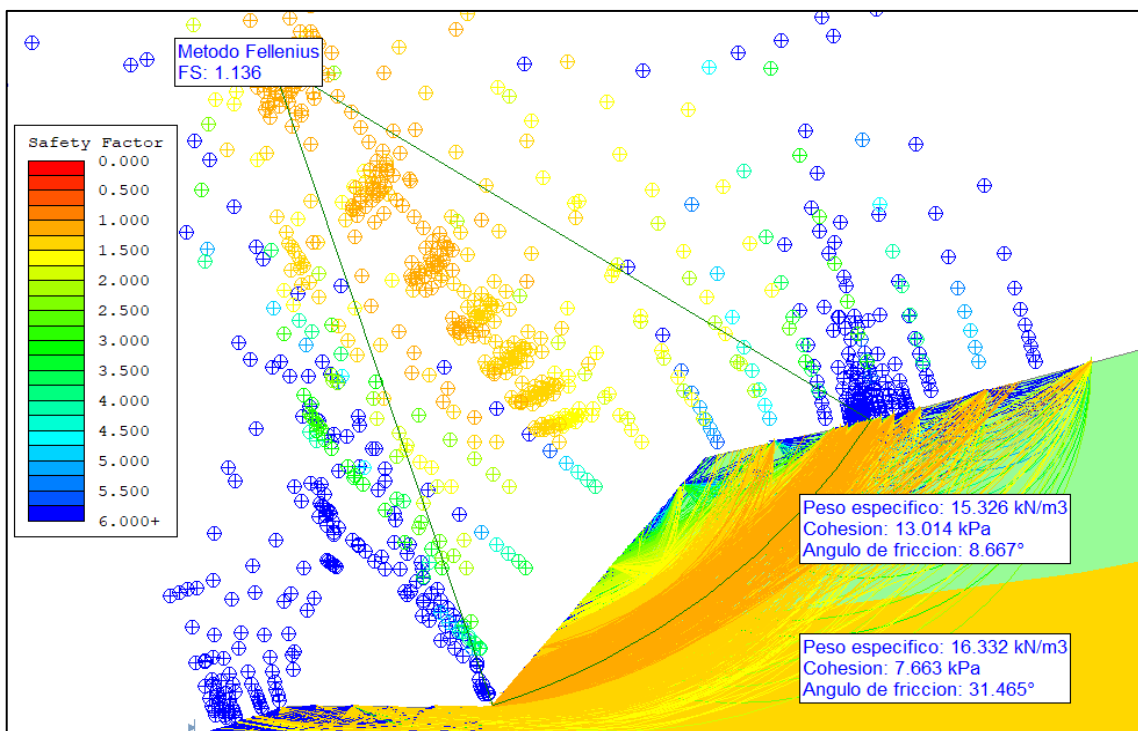 Metodo Fellenius
FS: 1.136
Safety Factor
0.000
0.500
1.000
1.500
2.000
2.500
3.000
3.500
4.000
4.500
5.000
5.500
6.000+
Peso especifico: 15.326 kN/m3
Cohesion: 13.014 kPa
Angulo de friccion: 8.667º
Peso especifico: 16.332 kN/m3
Cohesion: 7.663 kPa
Angulo de friccion: 31.465º